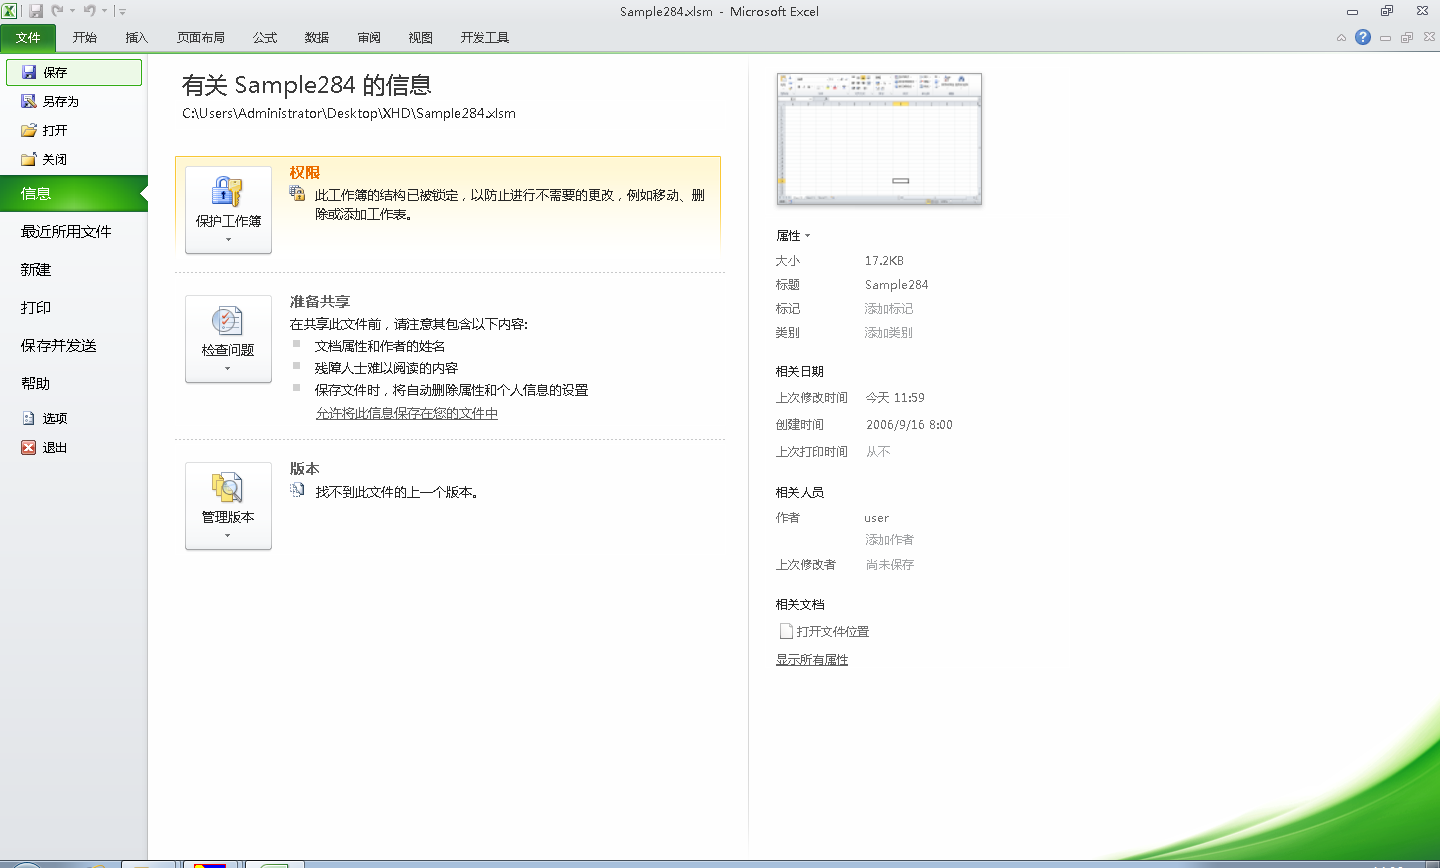 Sample284.xlsm - Microsoft Excel
文件 开始 插入 页面布局 公式 数据 审阅 视图 开发工具
保存
另存为
打开
关闭
信息
最近所用文件
新建
打印
保存并发送
帮助
选项
退出
有关 Sample284 的信息
C:\Users\Administrator\Desktop\XHD\Sample284.xlsm
保护工作簿
权限
此工作簿的结构已被锁定，以防止进行不需要的更改，例如移动、删
除或添加工作表。
检查问题
准备共享
在共享此文件前，请注意其包含以下内容:
文档属性和作者的姓名
残障人士难以阅读的内容
保存文件时，将自动删除属性和个人信息的设置
允许将此信息保存在您的文件中
管理版本
版本
找不到此文件的上一个版本。
属性
大小 17.2KB
标题 Sample284
标记 添加标记
类别 添加类别
相关日期
上次修改时间 今天 11:59
创建时间 2006/9/16 8:00
上次打印时间 从不
相关人员
作者 user
添加作者
上次修改者 尚未保存
相关文档
打开文件位置
显示所有属性